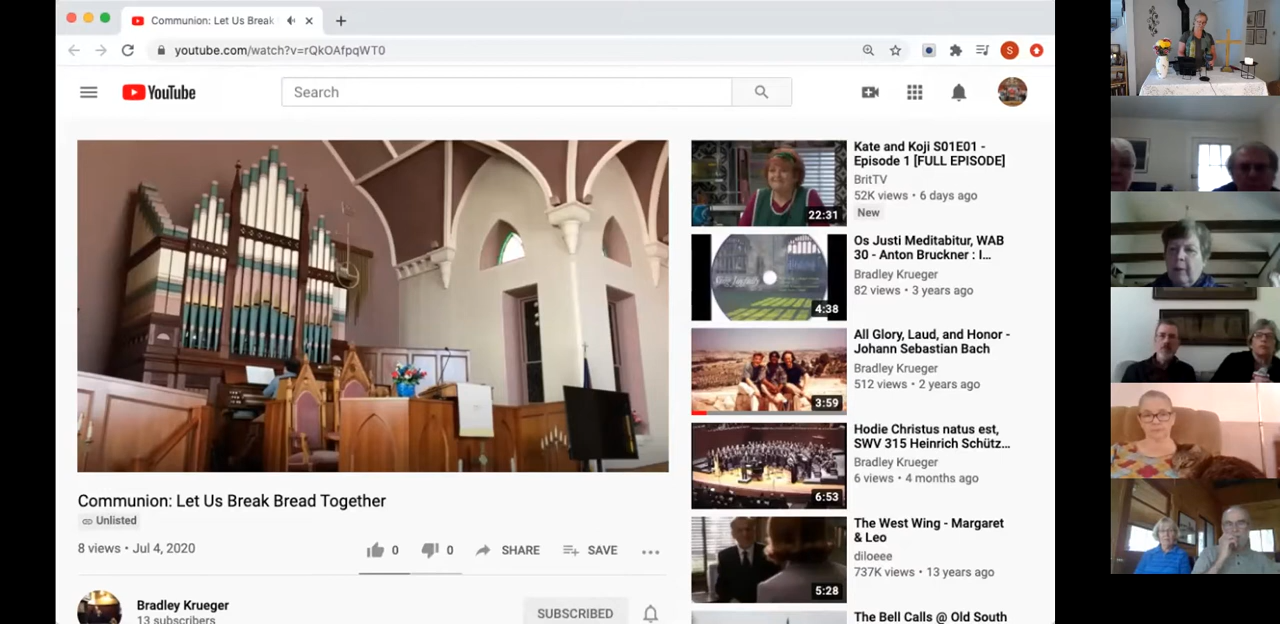 Communion: Let Us Break
youtube.com/watch?v=rQkOAfpqWT0
S
YouTube
Search
Communion: Let Us Break Bread Together
Unlisted
8 views • Jul 4, 2020
0
0
SHARE
SAVE
Bradley Krueger
13 subscribers
SUBSCRIBED
22:31
Kate and Koji S01E01 -
Episode 1 [FULL EPISODE]
BritTV
52K views • 6 days ago
New
4:38
Os Justi Meditabitur, WAB
30 - Anton Bruckner : I...
Bradley Krueger
82 views • 3 years ago
3:59
All Glory, Laud, and Honor -
Johann Sebastian Bach
Bradley Krueger
512 views • 2 years ago
6:53
Hodie Christus natus est,
SWV 315 Heinrich Schütz...
Bradley Krueger
6 views • 4 months ago
5:28
The West Wing - Margaret
& Leo
diloeee
737K views • 13 years ago
The Bell Calls @ Old South